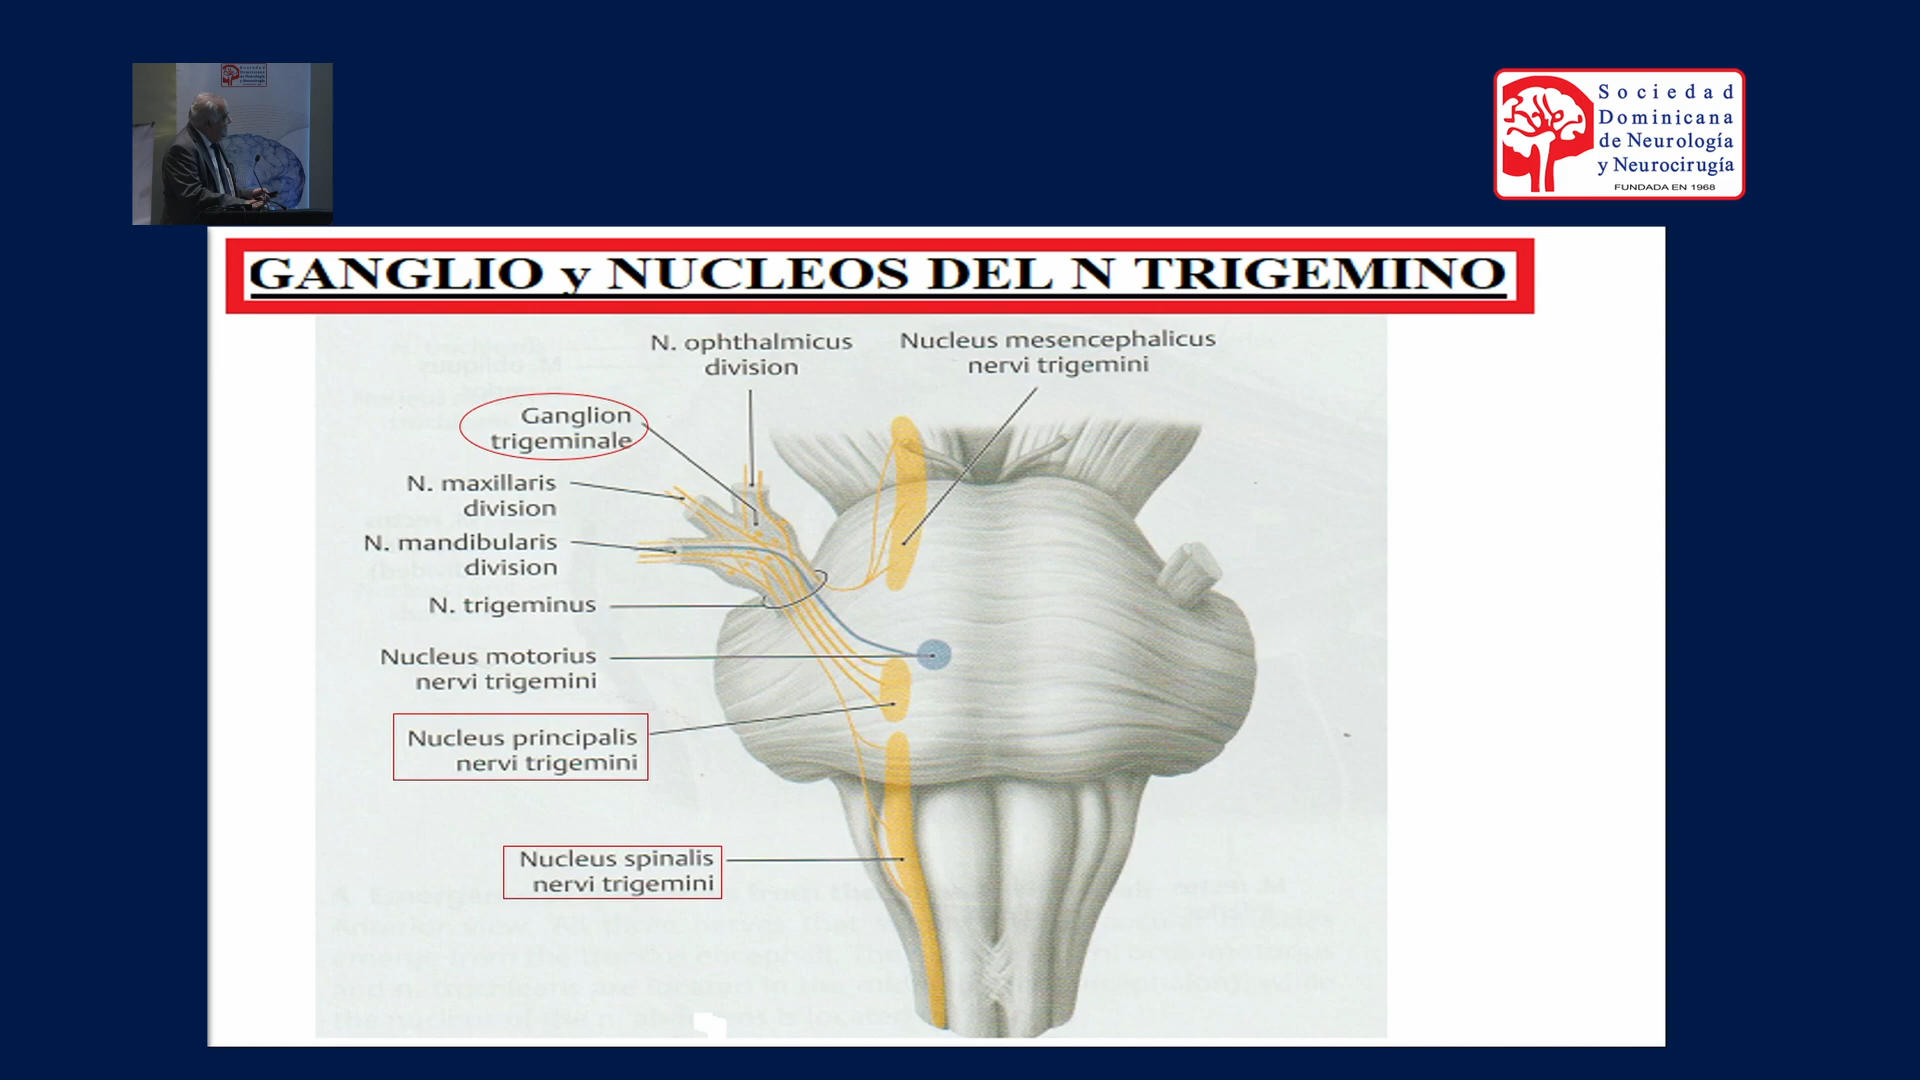 Sociedad
Dominicana
de Neurología
y Neurocirugía
FUNDADA EN 1968
GANGLIO y NUCLEOS DEL N TRIGEMINO
N. ophthalmicus
division
Nucleus mesencephalicus
nervi trigemini
Ganglion
trigeminale
N. maxillaris
division
N. mandibularis
division
N. trigeminus
Nucleus motorius
nervi trigemini
Nucleus principalis
nervi trigemini
Nucleus spinalis
nervi trigemini